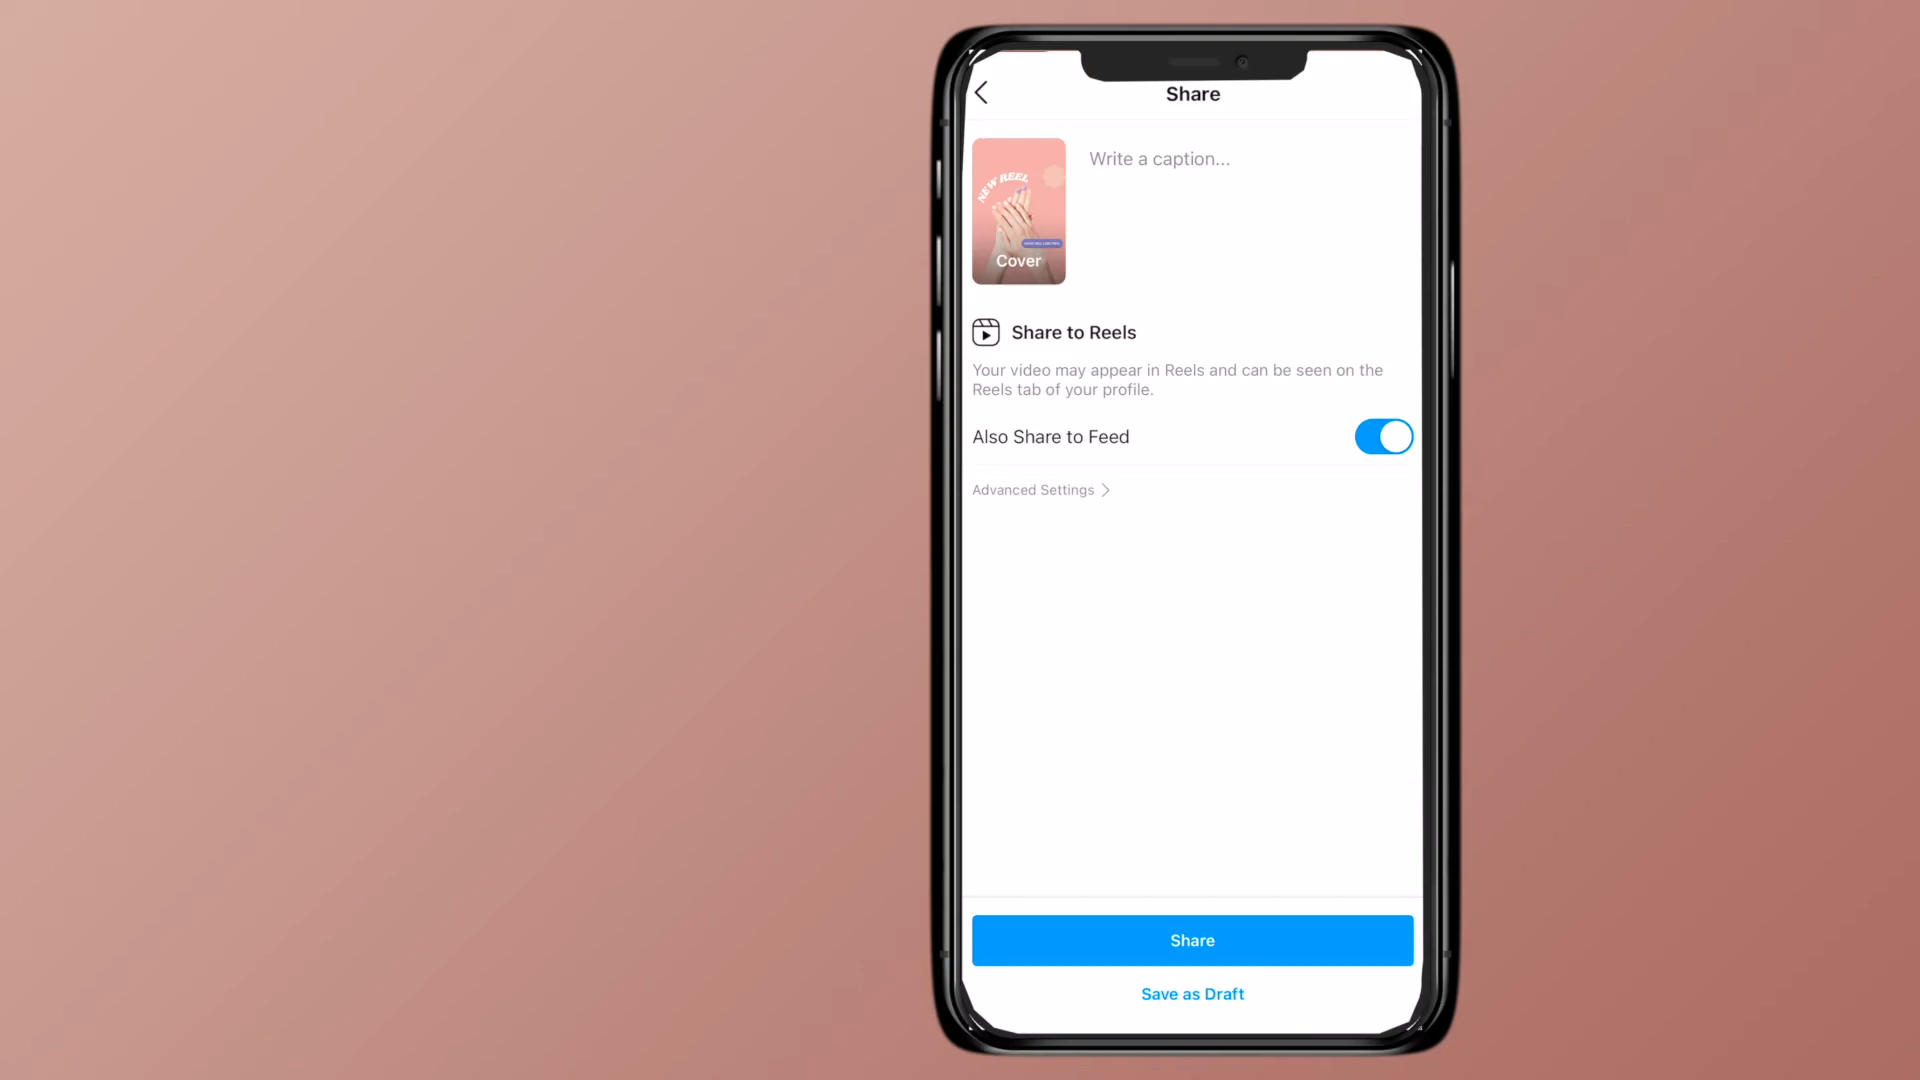 Share
Write a caption...
NEW REEL
Cover
Share to Reels
Your video may appear in Reels and can be seen on the
Reels tab of your profile.
Also Share to Feed
Advanced Settings
Share
Save as Draft